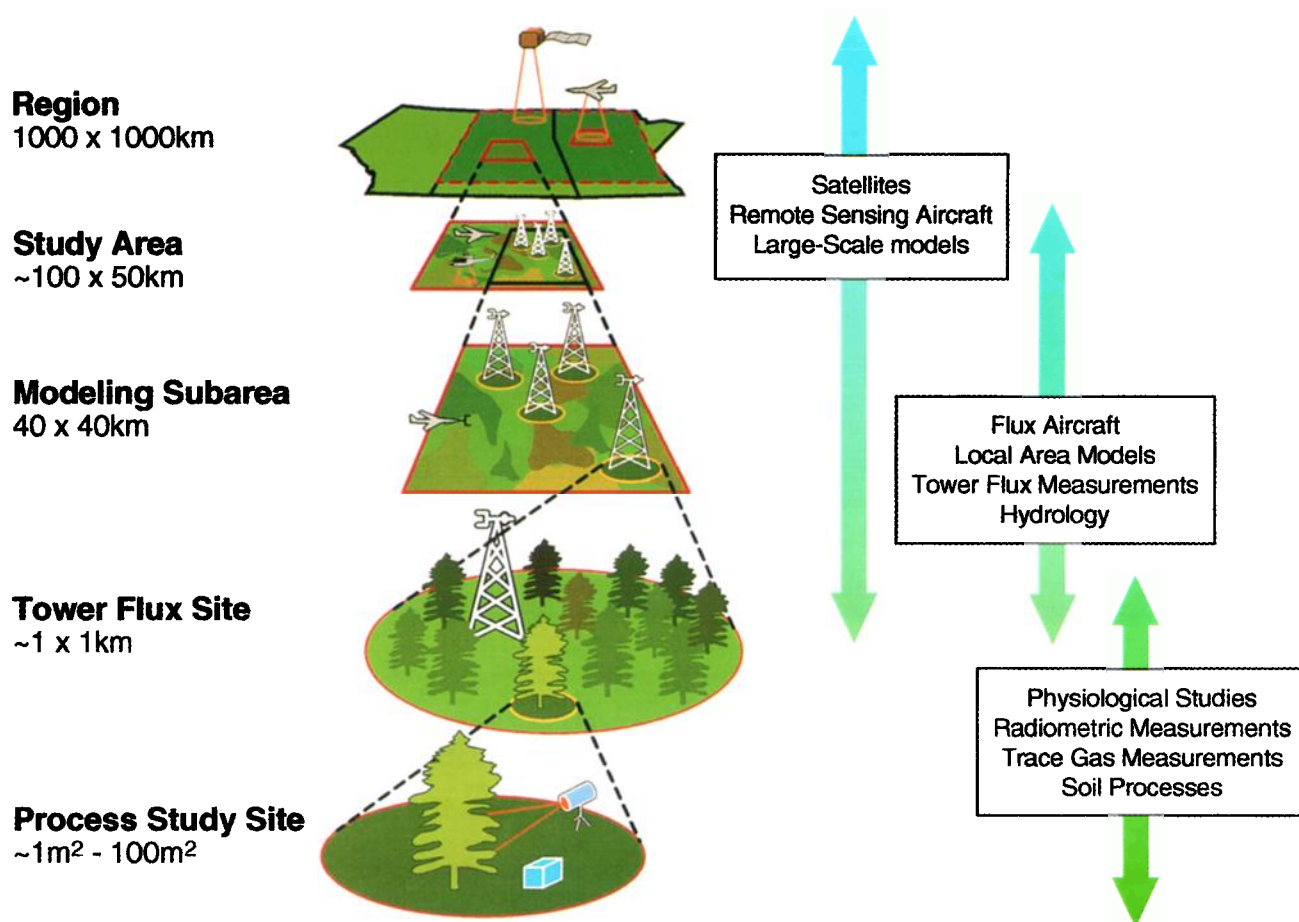 Region
1000 x 1000km
Study Area
~100 x 50km
Modeling Subarea
40 x 40km
Tower Flux Site
~1 x 1km
Process Study Site
~1m² - 100m²
Satellites
Remote Sensing Aircraft
Large-Scale models
Flux Aircraft
Local Area Models
Tower Flux Measurements
Hydrology
Physiological Studies
Radiometric Measurements
Trace Gas Measurements
Soil Processes